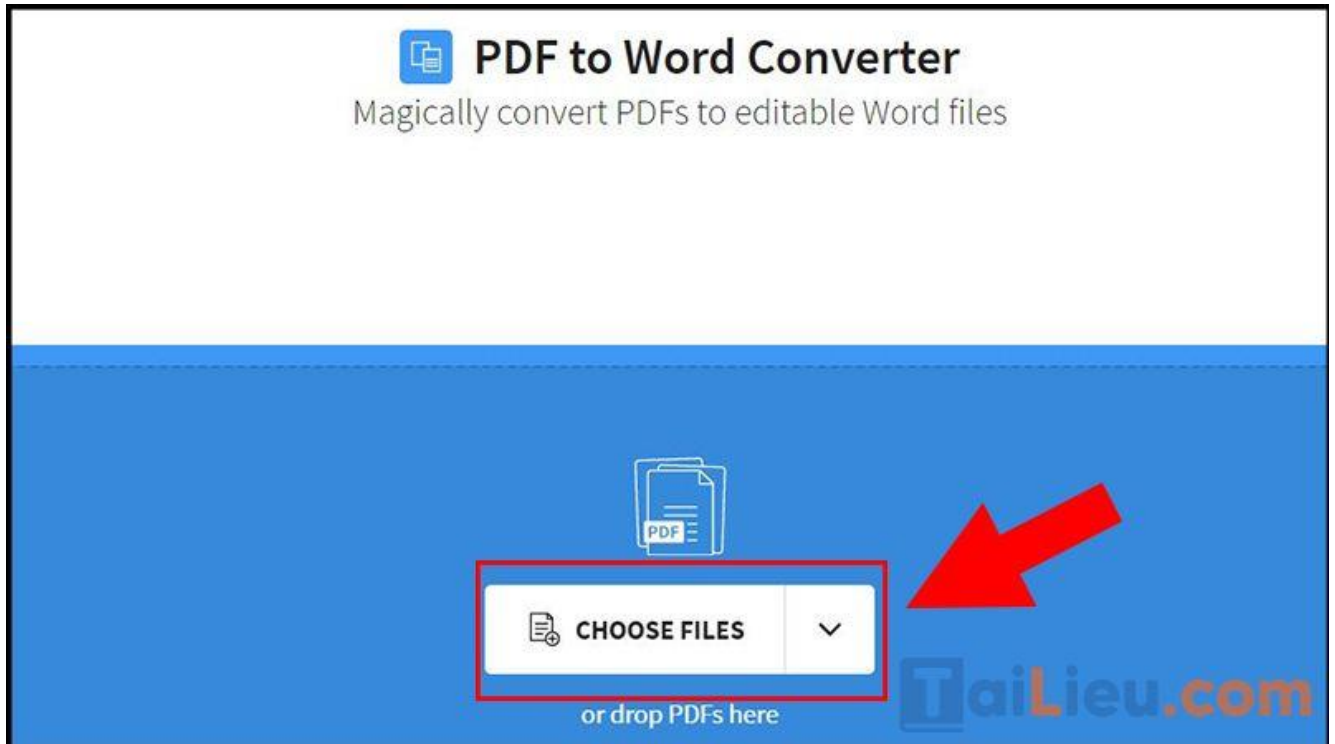 PDF to Word Converter
Magically convert PDFs to editable Word files
PDF
CHOOSE FILES
or drop PDFs here
TaiLieu.com